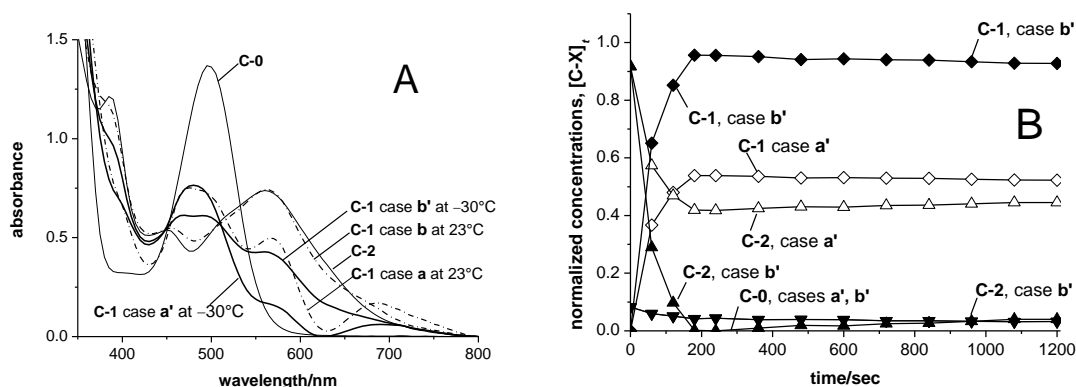 A
absorbance
1.5
1.0
0.5
0.0
C-0
C-1 case b' at –30°C
C-1 case b at 23°C
C-2
C-1 case a at 23°C
C-1 case a' at –30°C
400 500 600 700 800
wavelength/nm
B
normalized concentrations, [C-X]t
1.0
0.8
0.6
0.4
0.2
0.0
C-1, case b'
C-1, case b'
C-1 case a'
C-2, case a'
C-2, case b'
C-0, cases a', b'
C-2, case b'
0 200 400 600 800 1000 1200
time/sec